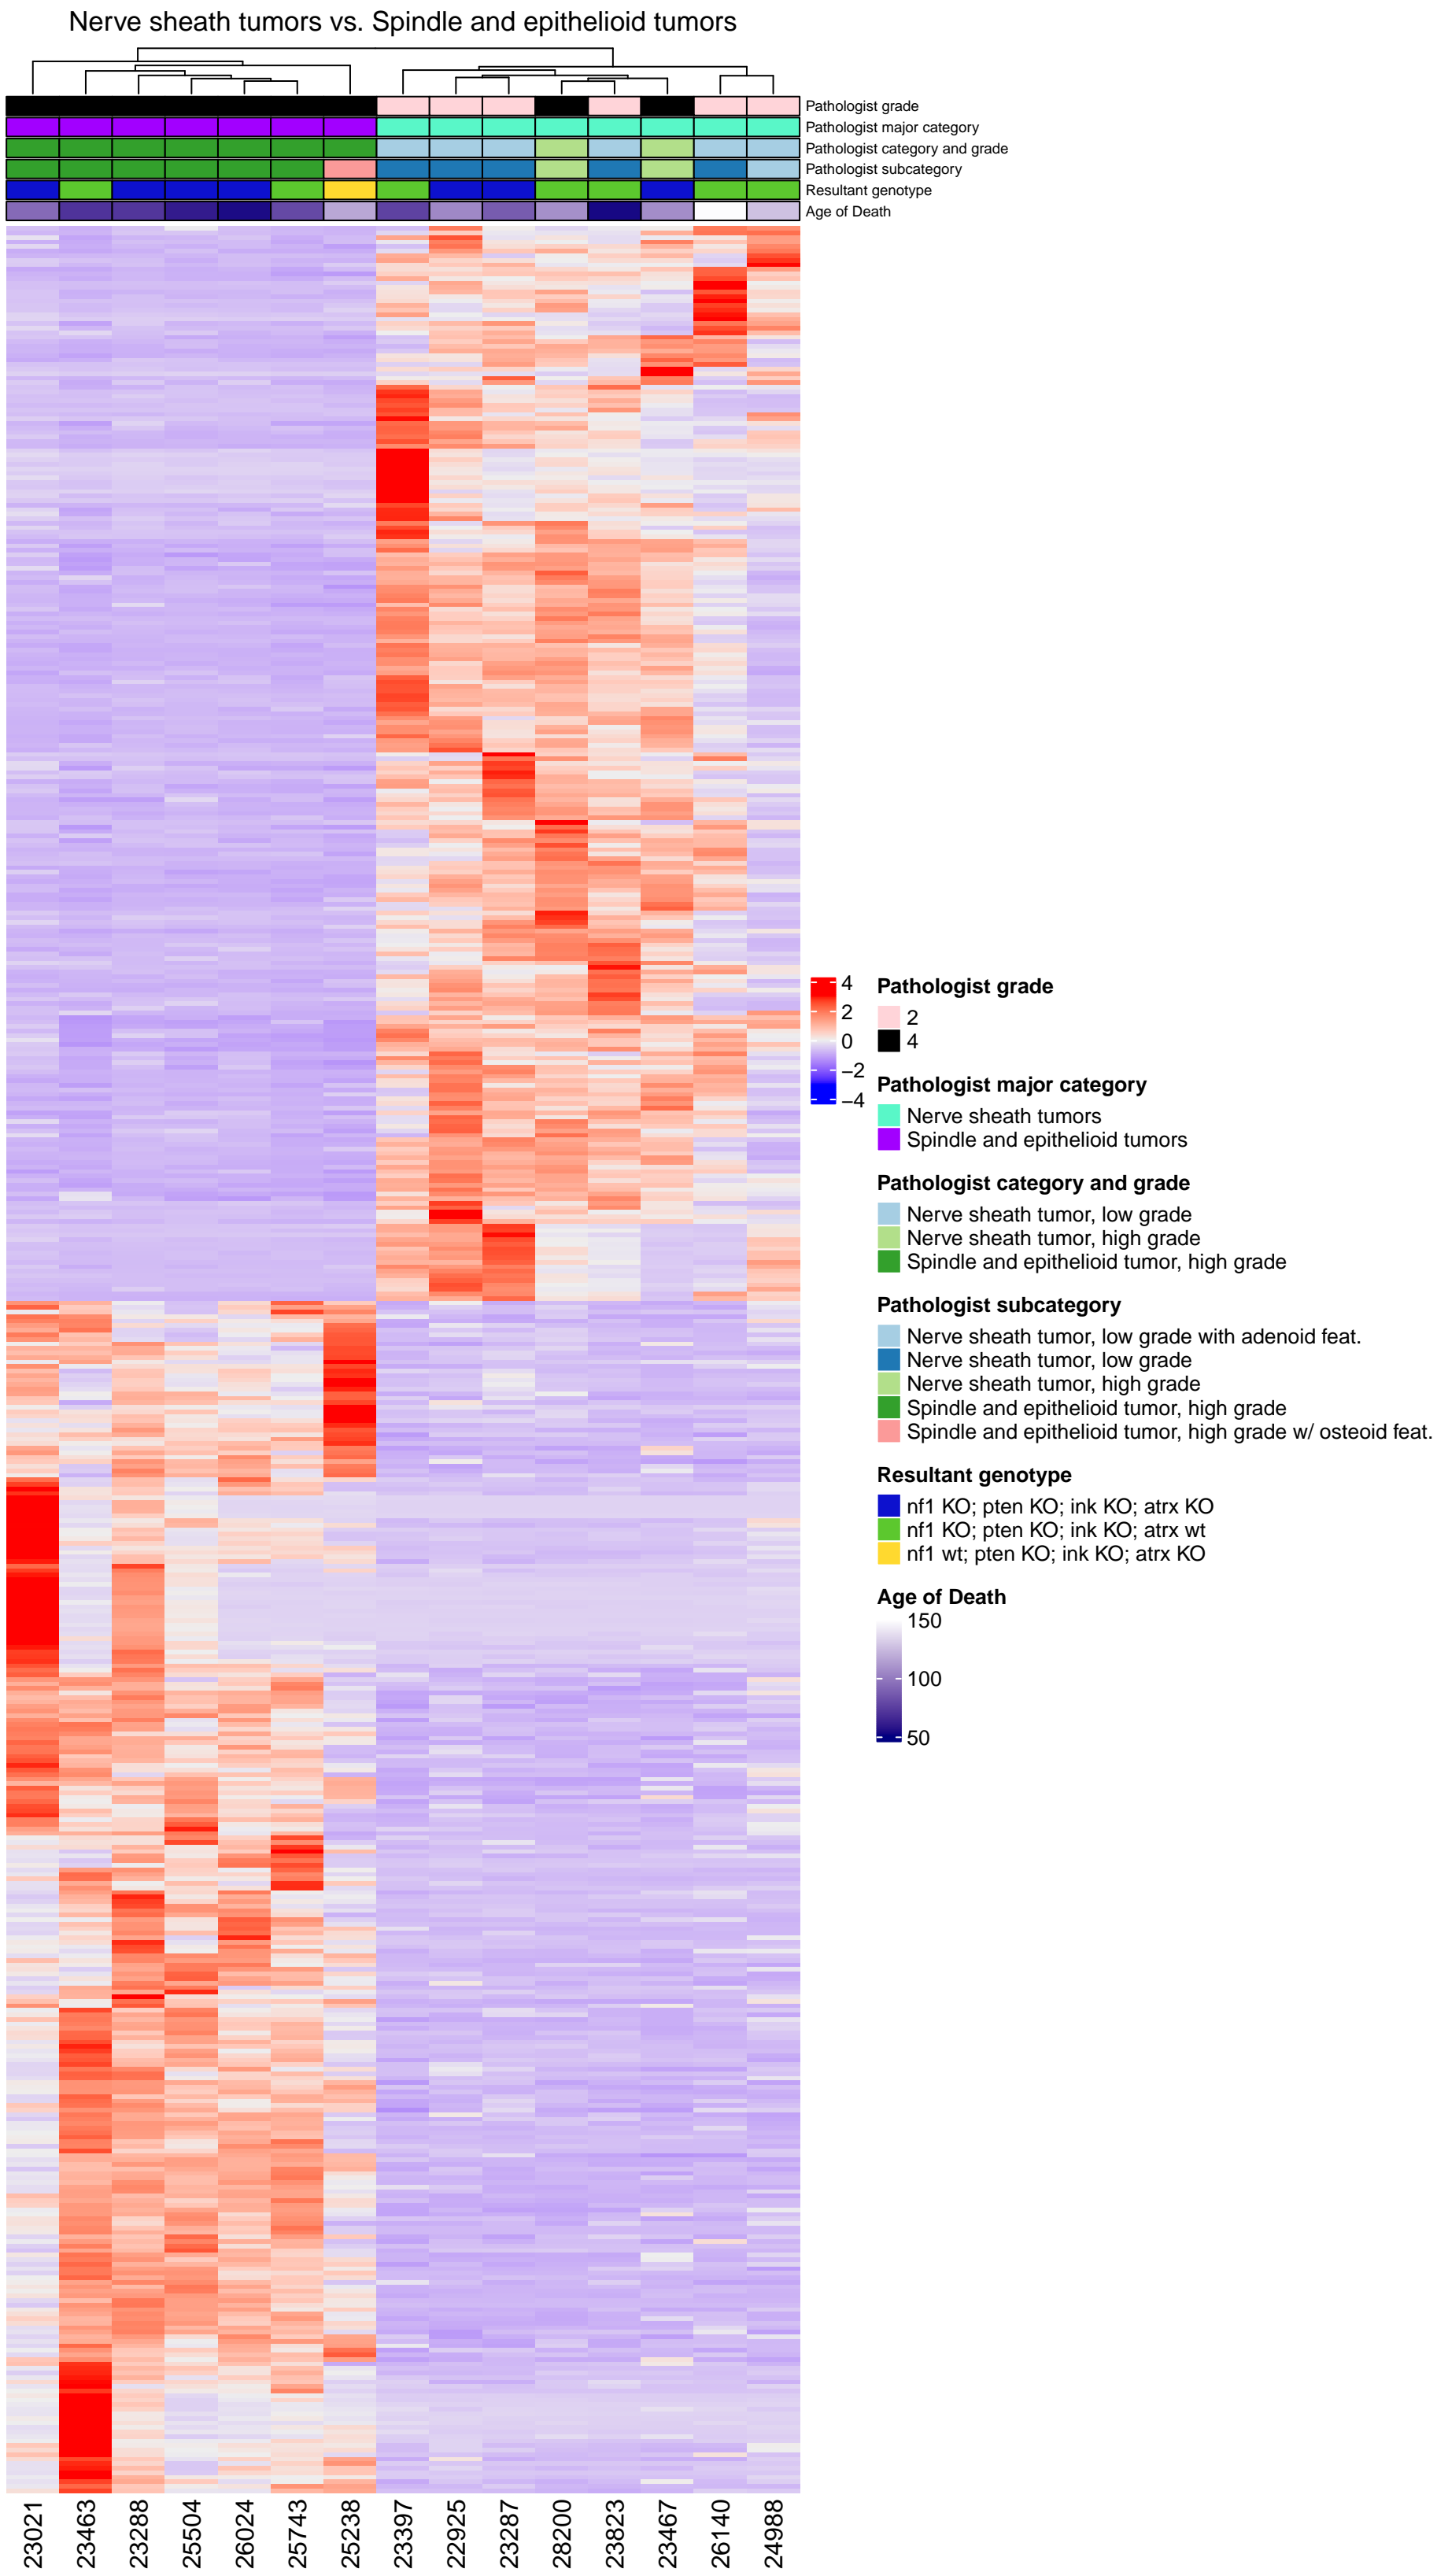 Nerve sheath tumors vs. Spindle and epithelioid tumors
Pathologist grade
Pathologist major category
Pathologist category and grade
Pathologist subcategory
Resultant genotype
Age of Death
4
2
0
−2
−4
Pathologist grade
2
4
Pathologist major category
Nerve sheath tumors
Spindle and epithelioid tumors
Pathologist category and grade
Nerve sheath tumor, low grade
Nerve sheath tumor, high grade
Spindle and epithelioid tumor, high grade
Pathologist subcategory
Nerve sheath tumor, low grade with adenoid feat.
Nerve sheath tumor, low grade
Nerve sheath tumor, high grade
Spindle and epithelioid tumor, high grade
Spindle and epithelioid tumor, high grade w/ osteoid feat.
Resultant genotype
nf1 KO; pten KO; ink KO; atrx KO
nf1 KO; pten KO; ink KO; atrx wt
nf1 wt; pten KO; ink KO; atrx KO
Age of Death
150
100
50
23021
23463
23288
25504
26024
25743
25238
23397
22925
23287
28200
23823
23467
26140
24988